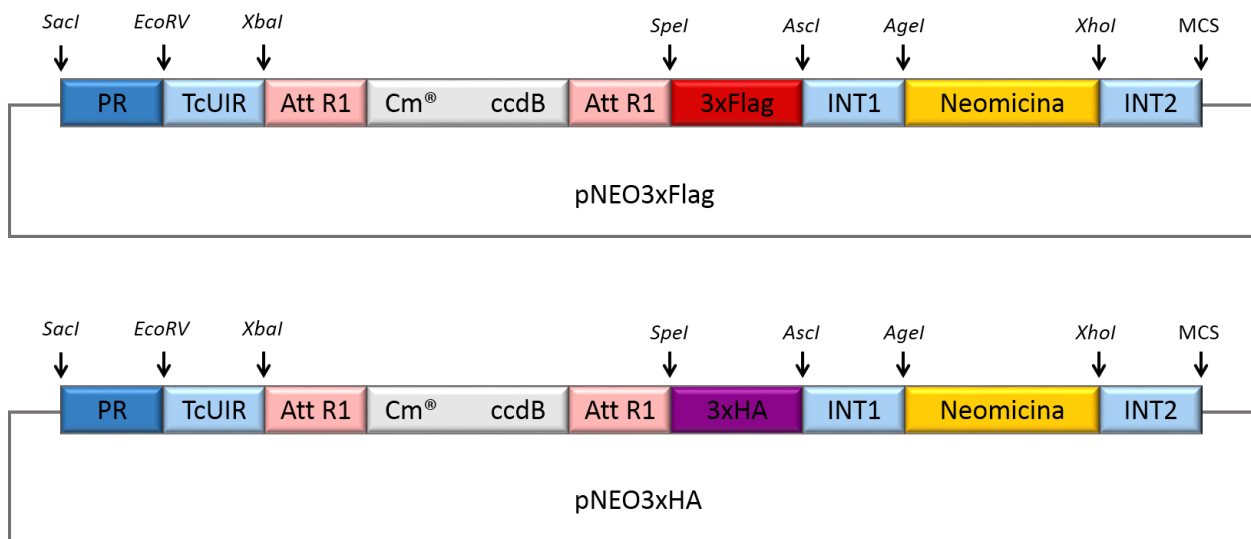 SacI EcoRV XbaI SpeI AscI AgeI XhoI MCS
PR TcUIR Att R1 Cm® ccdB Att R1 3xFlag INT1 Neomicina INT2
pNEO3xFlag
SacI EcoRV XbaI SpeI AscI AgeI XhoI MCS
PR TcUIR Att R1 Cm® ccdB Att R1 3xHA INT1 Neomicina INT2
pNEO3xHA